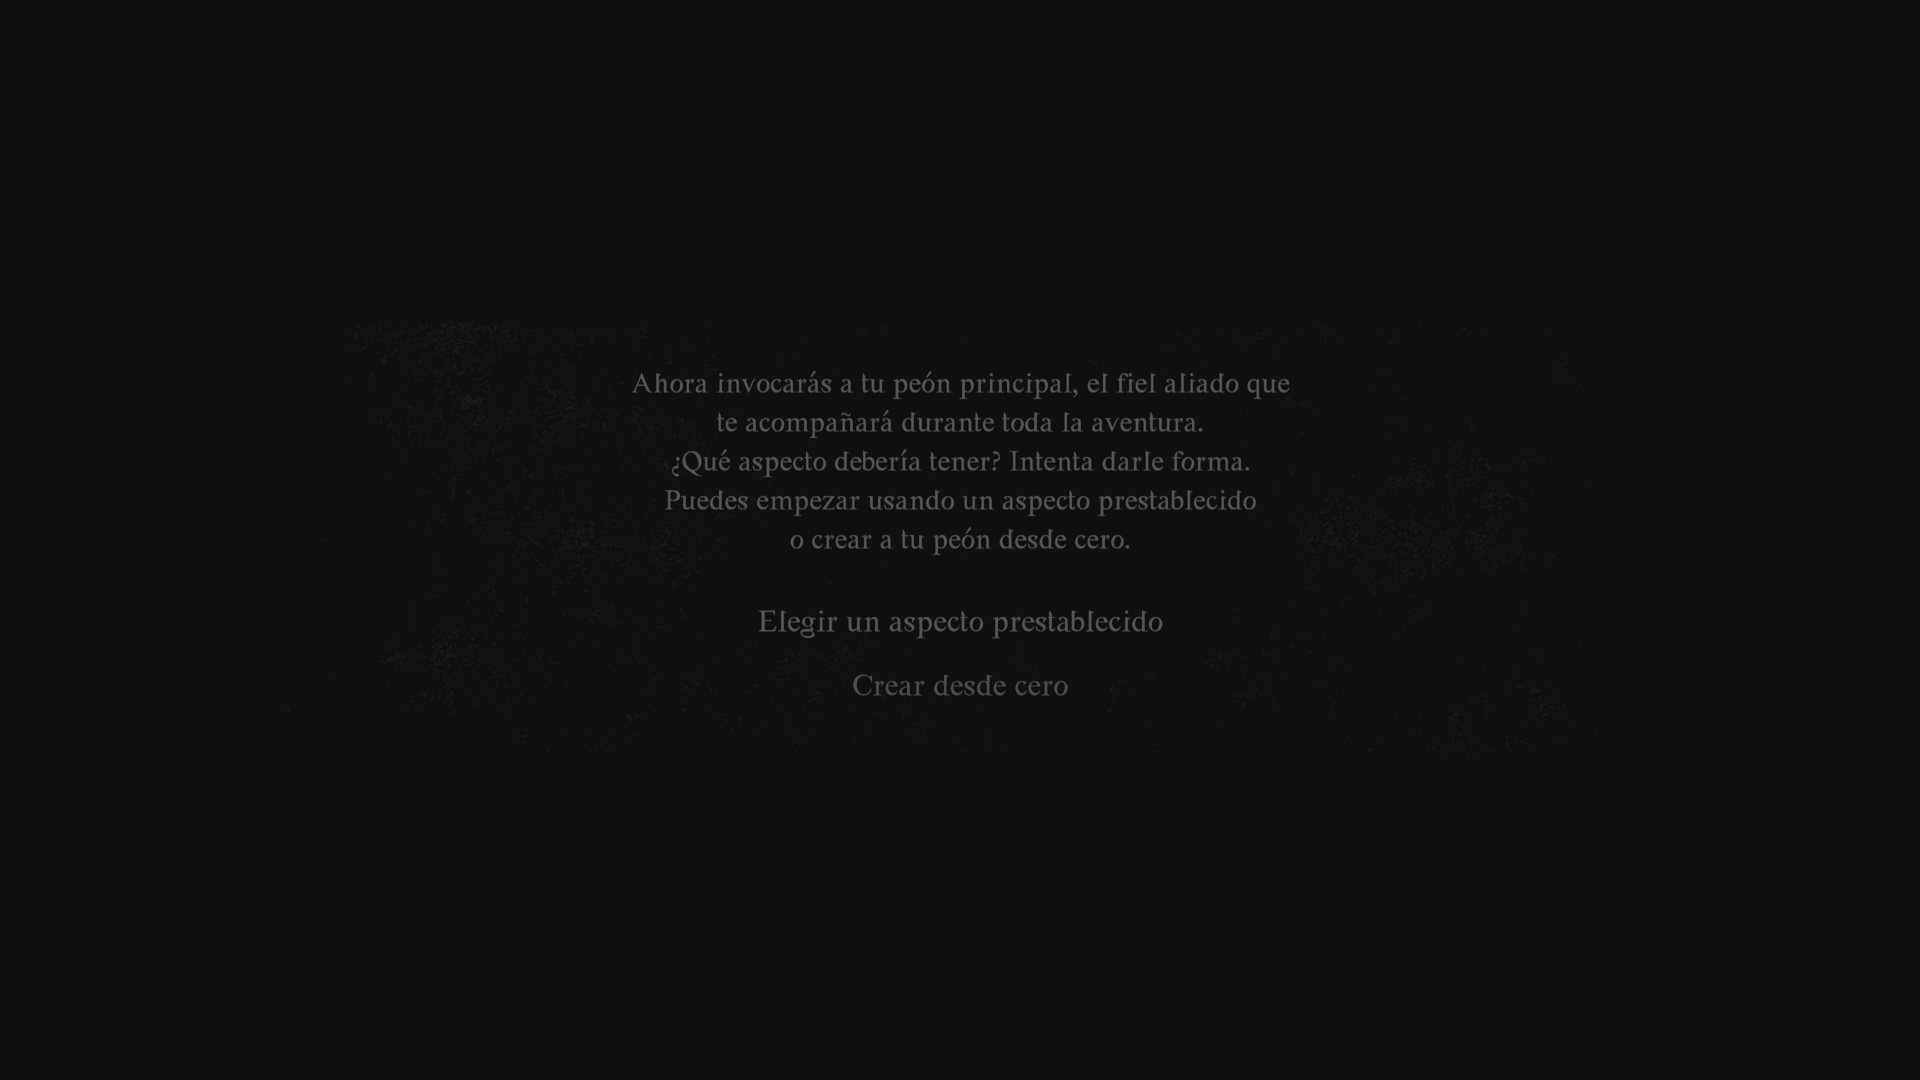 Ahora invocarás a tu peón principal, el fiel aliado que
te acompañará durante toda la aventura.
¿Qué aspecto debería tener? Intenta darle forma.
Puedes empezar usando un aspecto prestablecido
o crear a tu peón desde cero.
Elegir un aspecto prestablecido
Crear desde cero